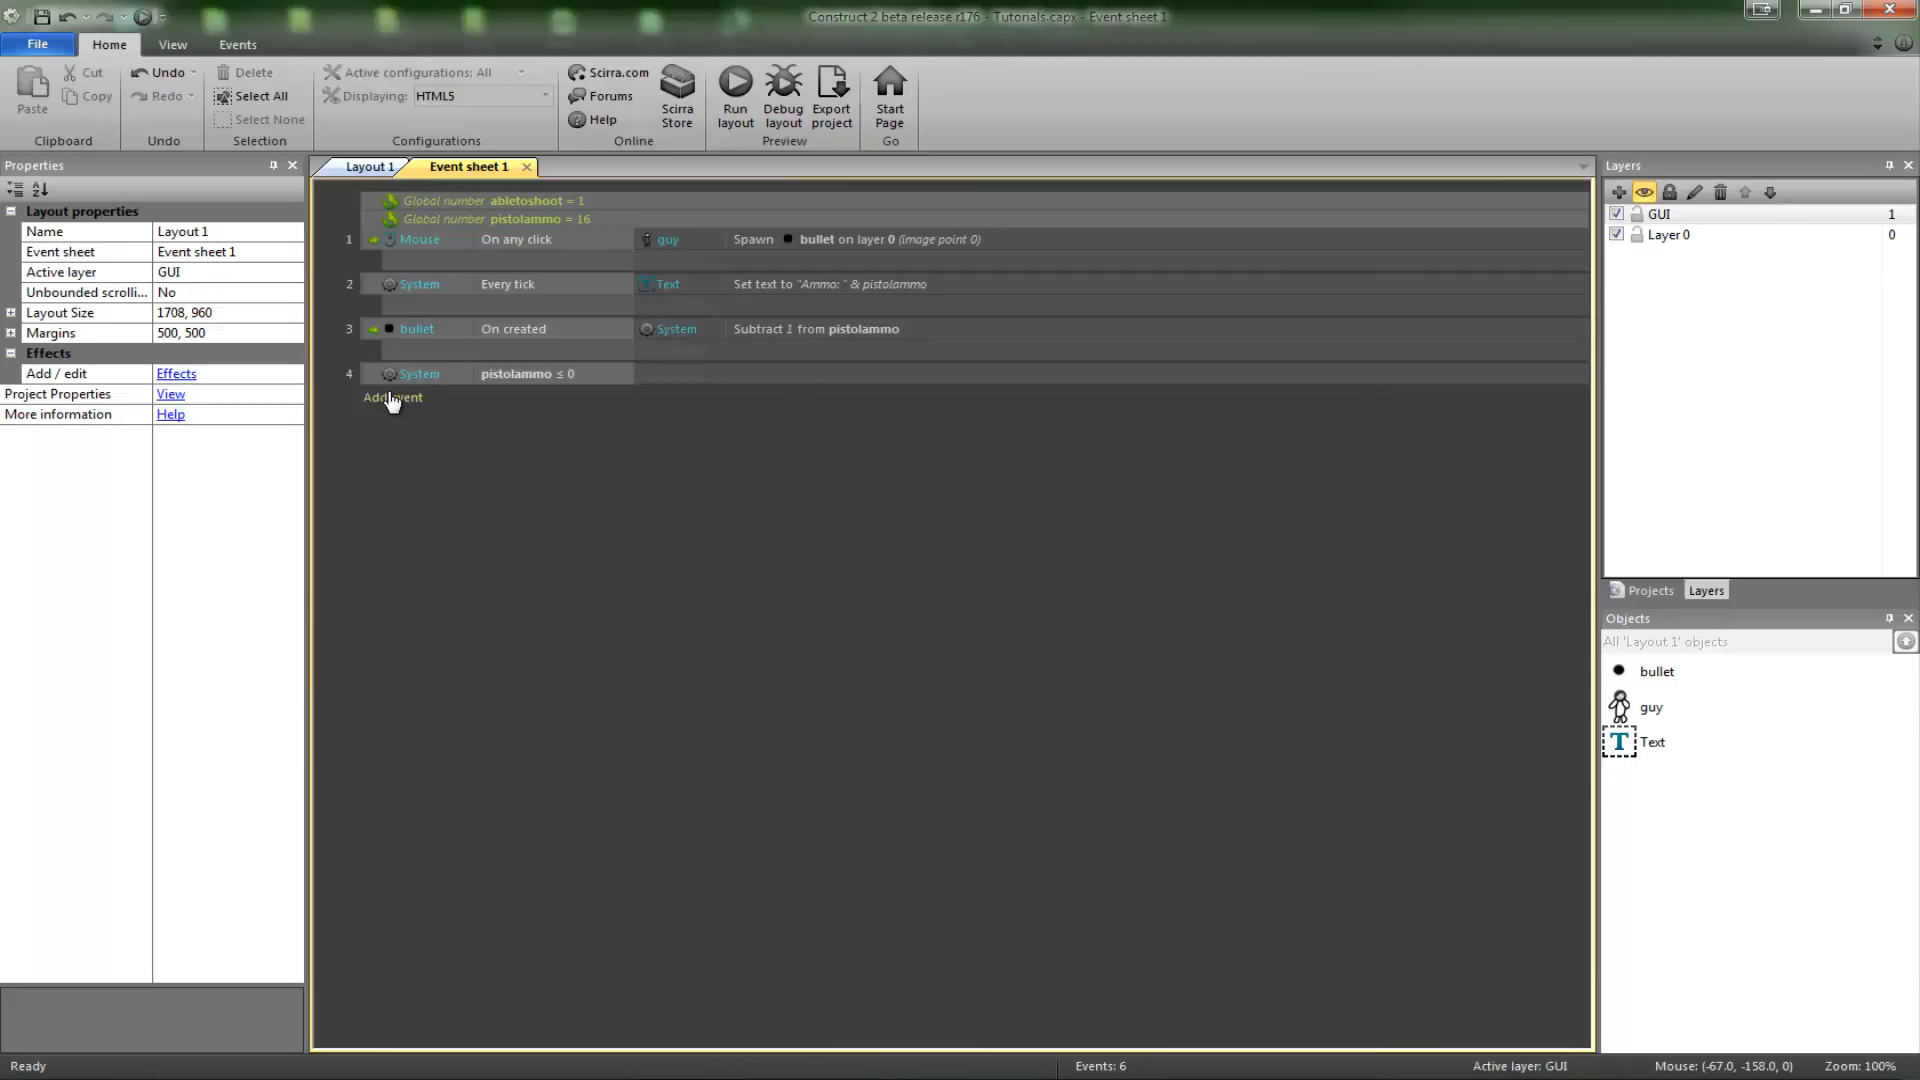 Construct 2 beta release r176 - Tutorials.capx - Event sheet 1
File Home View Events
Paste Cut Copy Clipboard
Undo Redo Undo
Delete Select All Select None Selection
Active configurations: All
Displaying: HTML5
Configurations
Scirra.com Forums Help Scirra Store Online
Run layout Debug layout Export project Preview
Start Page Go
Properties
Layout properties
Name Layout 1
Event sheet Event sheet 1
Active layer GUI
Unbounded scrolli... No
Layout Size 1708, 960
Margins 500, 500
Effects
Add / edit Effects
Project Properties View
More information Help
Layout 1 Event sheet 1
Global number abletoshoot = 1
Global number pistolammo = 16
1 Mouse On any click guy Spawn bullet on layer 0 (image point 0)
2 System Every tick Text Set text to "Ammo: " & pistolammo
3 bullet On created System Subtract 1 from pistolammo
4 System pistolammo ≤ 0
Add event
Layers
GUI 1
Layer 0 0
Projects Layers
Objects
All 'Layout 1' objects
bullet
guy
Text
Ready Events: 6 Active layer: GUI Mouse: (-67.0, -158.0, 0) Zoom: 100%